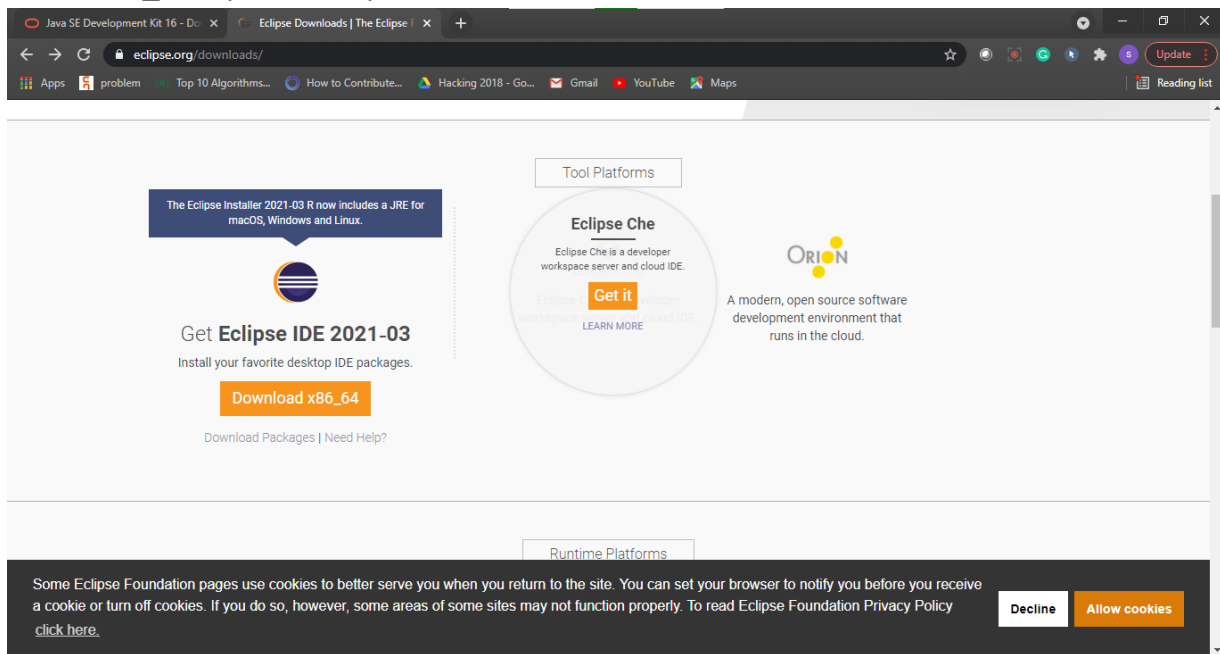 Java SE Development Kit 16 - Do
Eclipse Downloads | The Eclipse F
eclipse.org/downloads/
Update
Apps
problem
Top 10 Algorithms...
How to Contribute...
Hacking 2018 - Go...
Gmail
YouTube
Maps
Reading list
Tool Platforms
The Eclipse Installer 2021-03 R now includes a JRE for
macOS, Windows and Linux.
Get Eclipse IDE 2021-03
Install your favorite desktop IDE packages.
Download x86_64
Download Packages | Need Help?
Eclipse Che
Eclipse Che is a developer
workspace server and cloud IDE.
Get it
LEARN MORE
ORION
A modern, open source software
development environment that
runs in the cloud.
Runtime Platforms
Some Eclipse Foundation pages use cookies to better serve you when you return to the site. You can set your browser to notify you before you receive
a cookie or turn off cookies. If you do so, however, some areas of some sites may not function properly. To read Eclipse Foundation Privacy Policy
click here.
Decline
Allow cookies